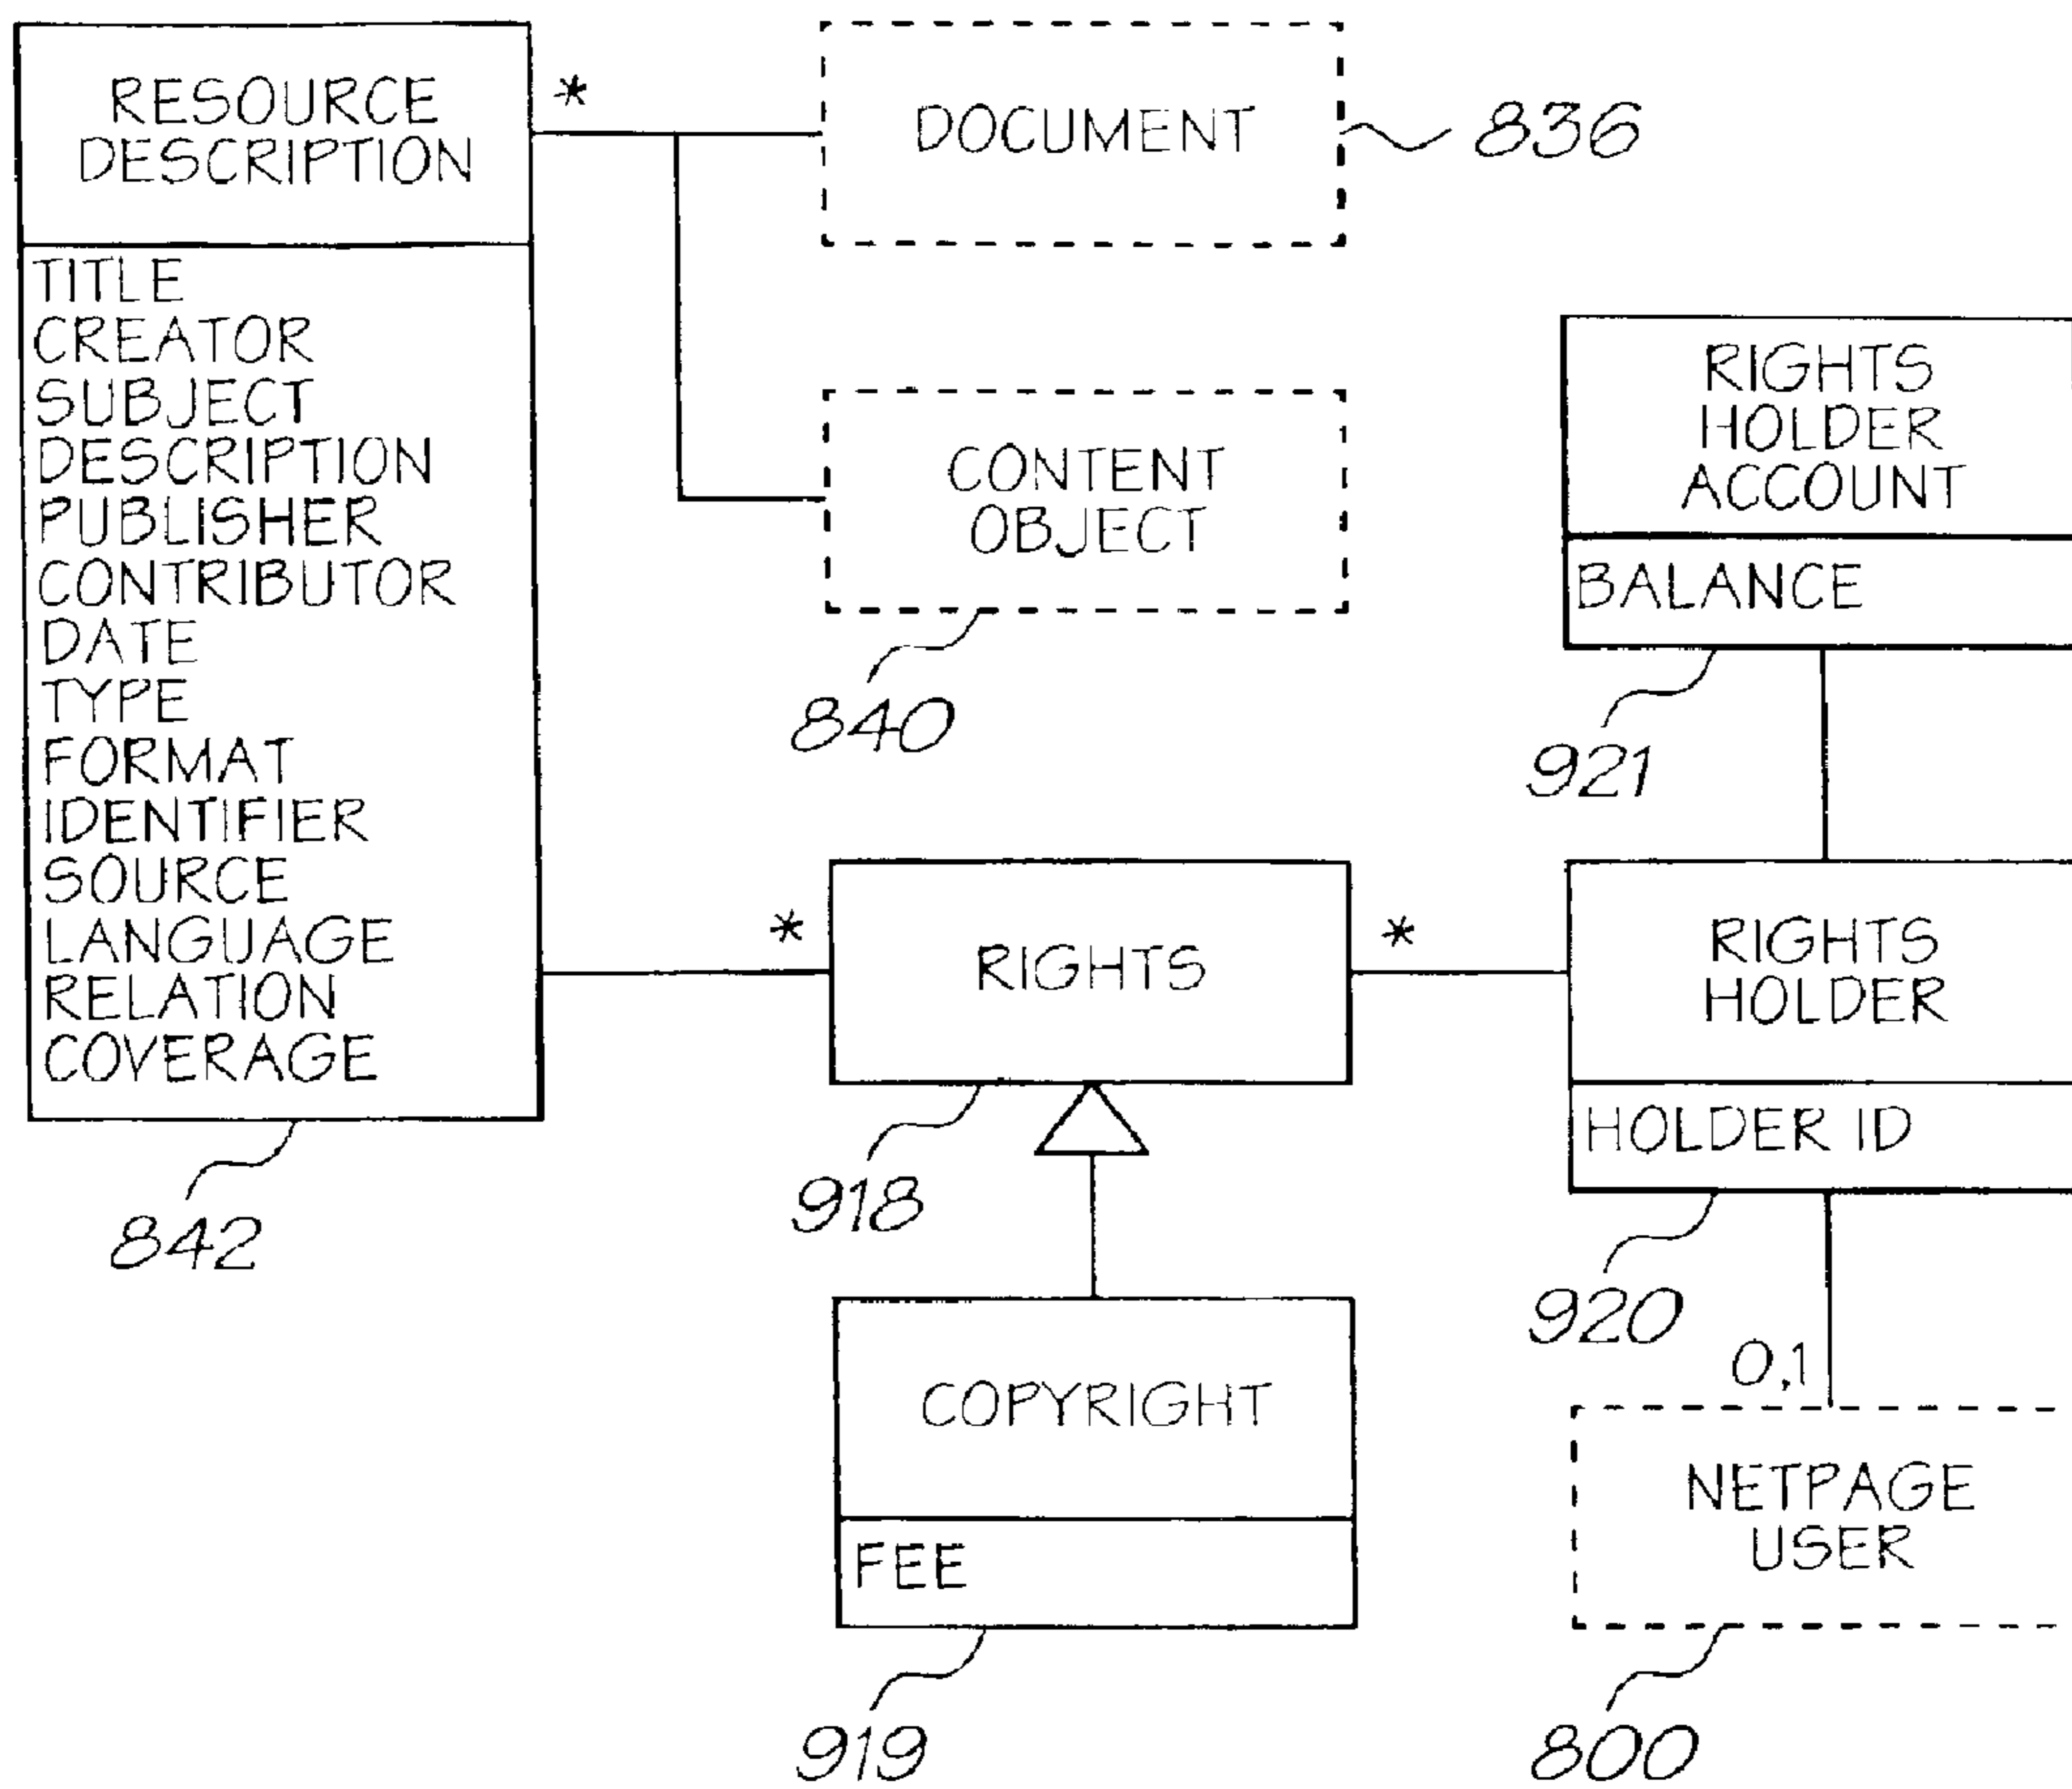 RESOURCE
DESCRIPTION
*
TITLE
CREATOR
SUBJECT
DESCRIPTION
PUBLISHER
CONTRIBUTOR
DATE
TYPE
FORMAT
IDENTIFIER
SOURCE
LANGUAGE
RELATION
COVERAGE
842
DOCUMENT
836
CONTENT
OBJECT
840
RIGHTS
HOLDER
ACCOUNT
BALANCE
921
*
RIGHTS
*
918
RIGHTS
HOLDER
HOLDER ID
920
COPYRIGHT
FEE
919
0,1
NETPAGE
USER
800